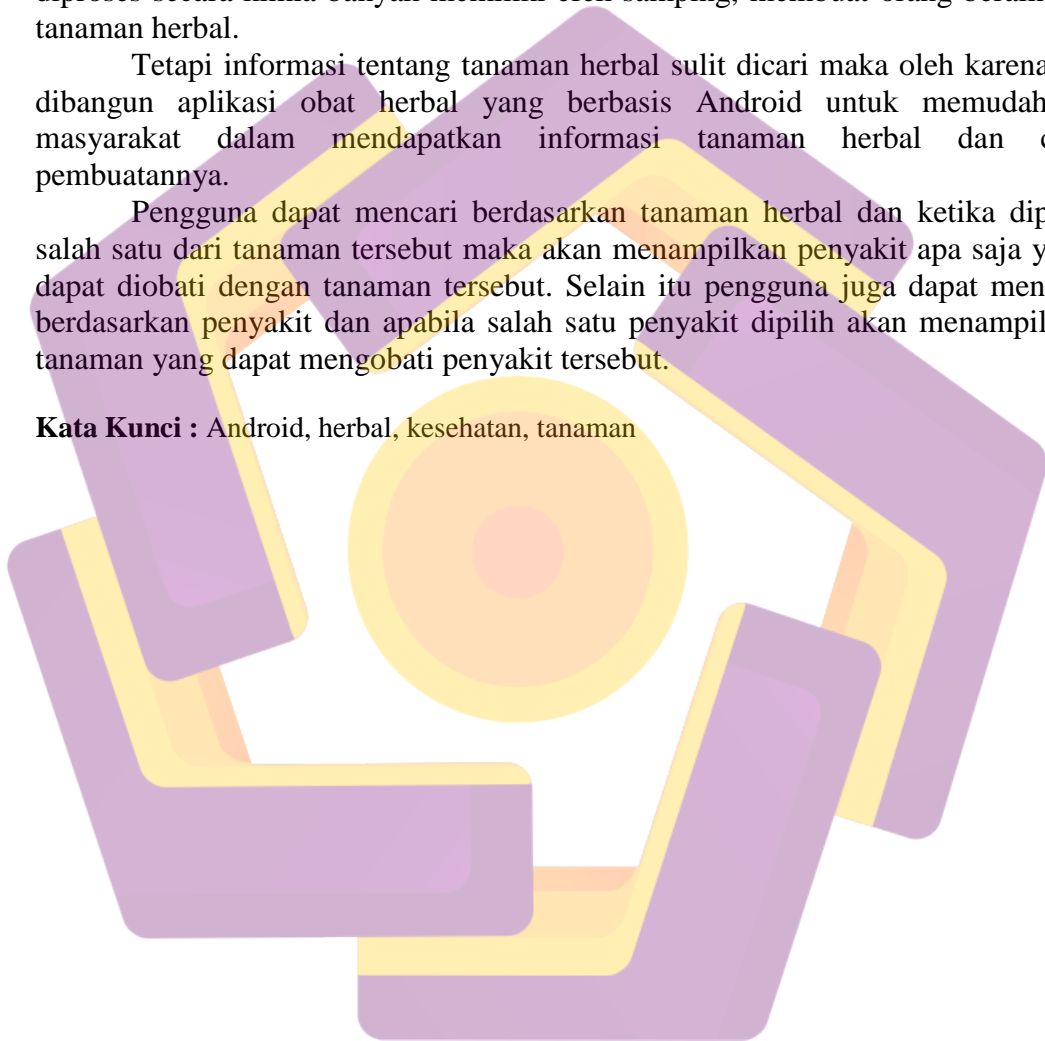 tanaman herbal.
Tetapi informasi tentang tanaman herbal sulit dicari maka oleh karena
dibangun aplikasi obat herbal yang berbasis Android untuk
masyarakat dalam mendapatkan informasi tanaman herbal dan
pembuatannya.
Pengguna dapat mencari berdasarkan tanaman herbal dan ketika
salah satu dari tanaman tersebut maka akan menampilkan penyakit apa saja
dapat diobati dengan tanaman tersebut. Selain itu pengguna juga dapat
berdasarkan penyakit dan apabila salah satu penyakit dipilih akan
tanaman yang dapat mengobati penyakit tersebut.
Kata Kunci : Android, herbal, kesehatan, tanaman